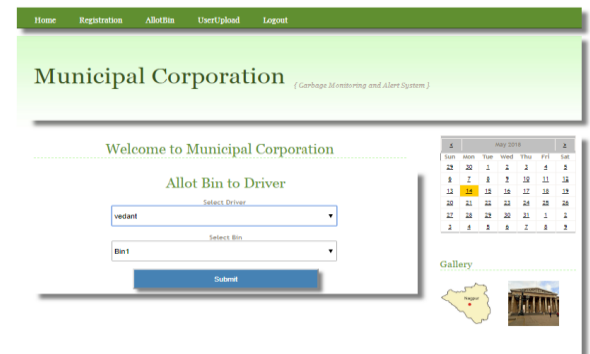 Home Registration AllotBin UserUpload Logout
Municipal Corporation ( Garbage Monitoring and Alert System )
Welcome to Municipal Corporation
Allot Bin to Driver
Select Driver
vedant
Select Bin
Bin1
Submit
< May 2018 >
Sun Mon Tue Wed Thu Fri Sat
29 30 1 2 3 4 5
6 7 8 9 10 11 12
13 14 15 16 17 18 19
20 21 22 23 24 25 26
27 28 29 30 31 1 2
3 4 5 6 7 8 9
Gallery
Nagpur